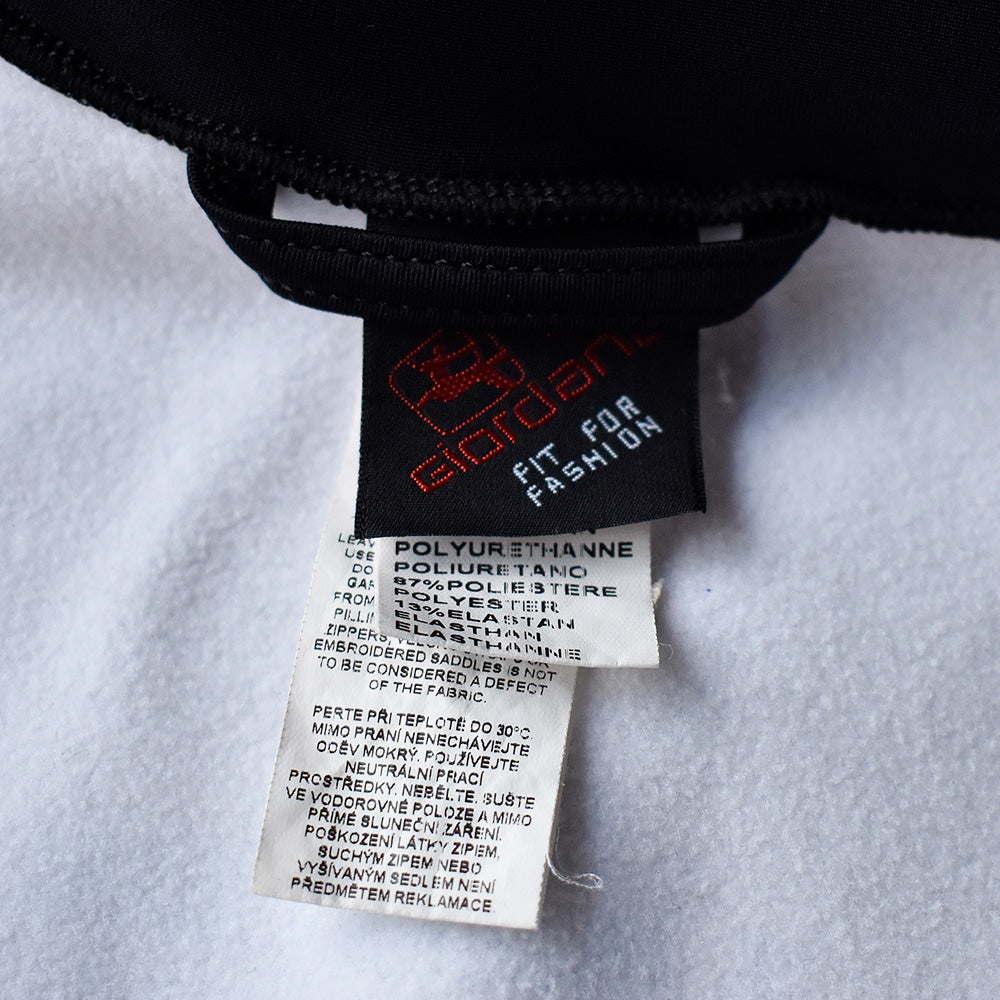 GIORDANA
FIT FOR
FASHION
POLYURETHANNE
POLIURETANO
87%POLIESTERE
POLYESTER
13%ELASTAN
ELASTHAN
ELASTHANNE
LEAV
USE
DO
GAR
FROM
PILLI
ZIPPERS,
EMBROIDERED SADDLES IS NOT
TO BE CONSIDERED A DEFECT
OF THE FABRIC.
PERTE PŘI TEPLOTĚ DO 30°C.
MIMO PRANÍ NENECHÁVEJTE
ODĚV MOKRÝ. POUŽÍVEJTE
NEUTRÁLNÍ PRACÍ
PROSTŘEDKY. NEBĚLTE. SUŠTE
VE VODOROVNÉ POLOZE A MIMO
PŘÍMÉ SLUNEČNÍ ZÁŘENÍ.
POŠKOZENÍ LÁTKY ZIPEM,
SUCHÝM ZIPEM NEBO
VYŠÍVANÝM SEDLEM NENÍ
PŘEDMĚTEM REKLAMACE.